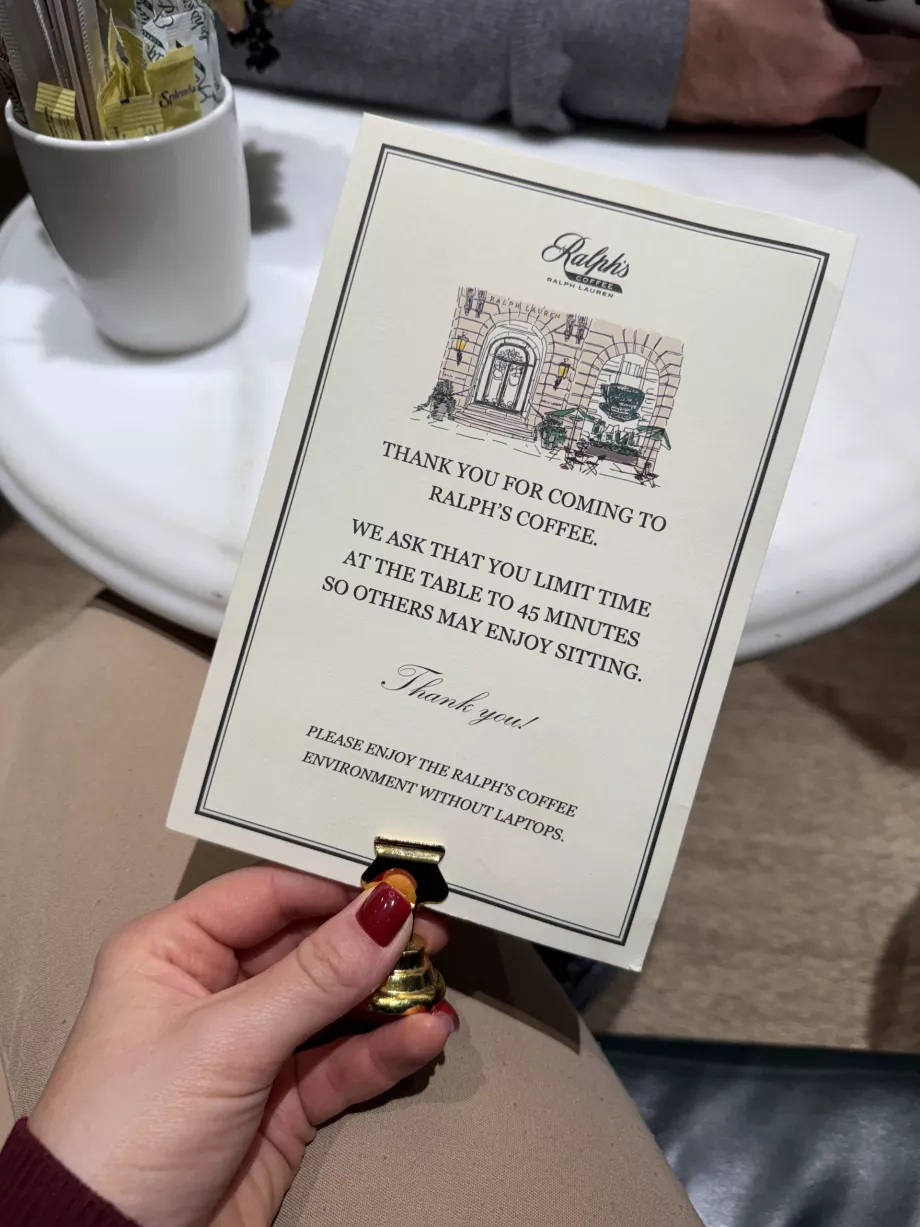 Splenda
Ralph's
COFFEE
RALPH LAUREN
RALPH LAUREN
THANK YOU FOR COMING TO
RALPH'S COFFEE.
WE ASK THAT YOU LIMIT TIME
AT THE TABLE TO 45 MINUTES
SO OTHERS MAY ENJOY SITTING.
Thank you!
PLEASE ENJOY THE RALPH'S COFFEE
ENVIRONMENT WITHOUT LAPTOPS.